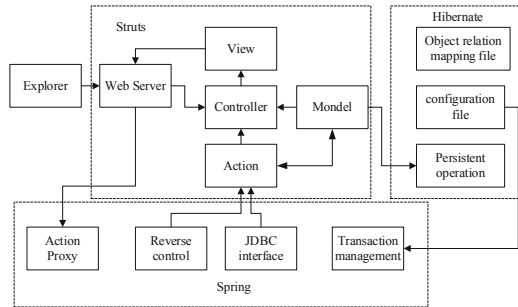 Struts
Hibernate
View
Object relation
mapping file
Explorer
Web Server
Controller
Mondel
configuration
file
Action
Persistent
operation
Action
Proxy
Reverse
control
JDBC
interface
Transaction
management
Spring